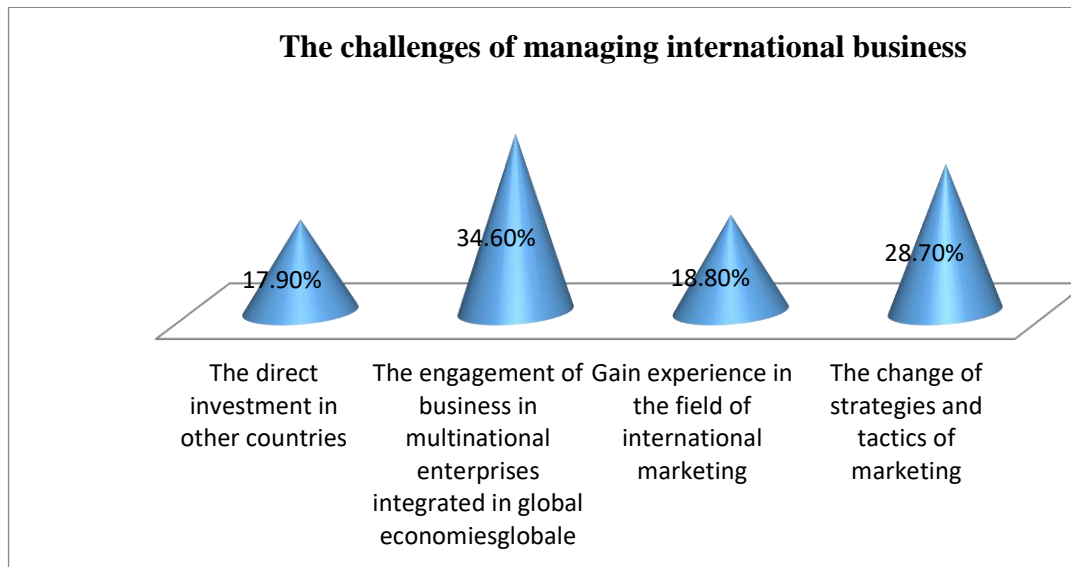 The challenges of managing international business
17.90%
34.60%
18.80%
28.70%
The direct
investment in
other countries
The engagement of
business in
multinational
enterprises
integrated in global
economiesglobale
Gain experience in
the field of
international
marketing
The change of
strategies and
tactics of
marketing